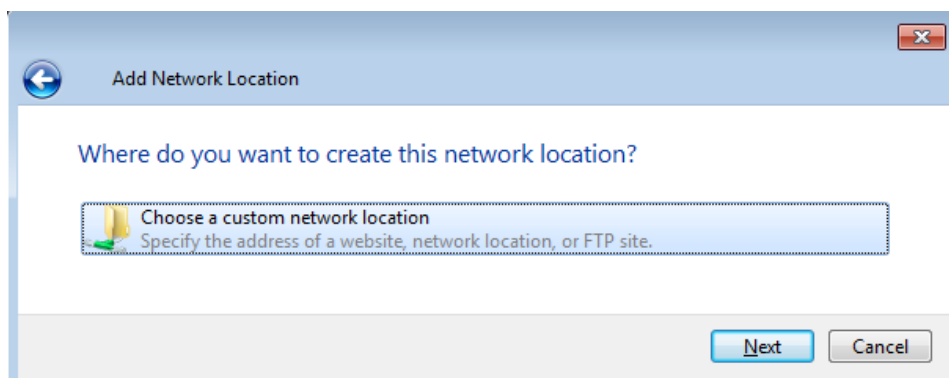 Add Network Location
Where do you want to create this network location?
Choose a custom network location
Specify the address of a website, network location, or FTP site.
Next
Cancel